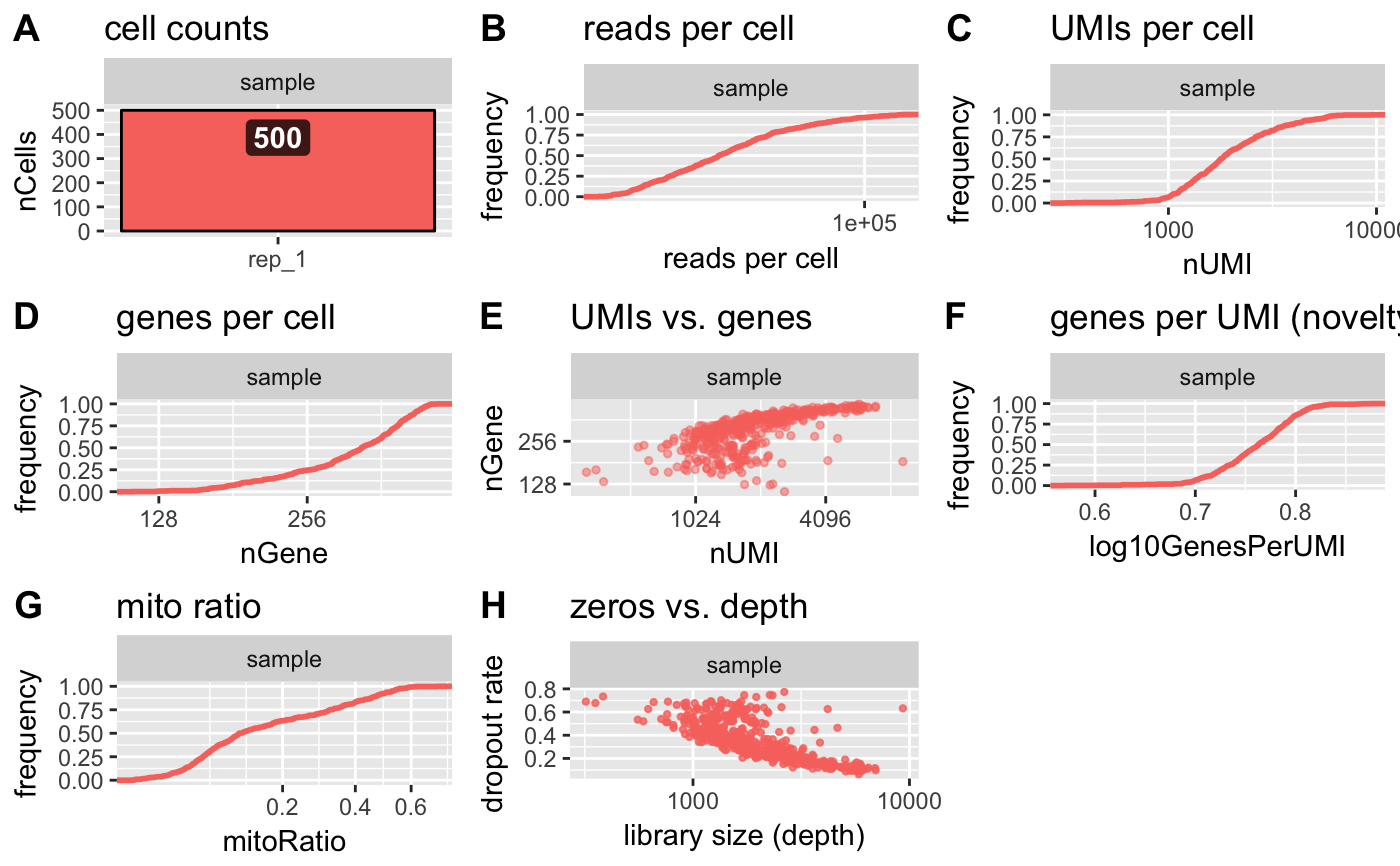 A cell counts
sample
nCells
500
400
300
200
100
0
500
rep_1
B reads per cell
sample
frequency
1.00
0.75
0.50
0.25
0.00
1e+05
reads per cell
C UMIs per cell
sample
frequency
1.00
0.75
0.50
0.25
0.00
1000 10000
nUMI
D genes per cell
sample
frequency
1.00
0.75
0.50
0.25
0.00
128 256
nGene
E UMIs vs. genes
sample
nGene
256
128
1024 4096
nUMI
F genes per UMI (novelty
sample
frequency
1.00
0.75
0.50
0.25
0.00
0.6 0.7 0.8
log10GenesPerUMI
G mito ratio
sample
frequency
1.00
0.75
0.50
0.25
0.00
0.2 0.4 0.6
mitoRatio
H zeros vs. depth
sample
dropout rate
0.8
0.6
0.4
0.2
1000 10000
library size (depth)